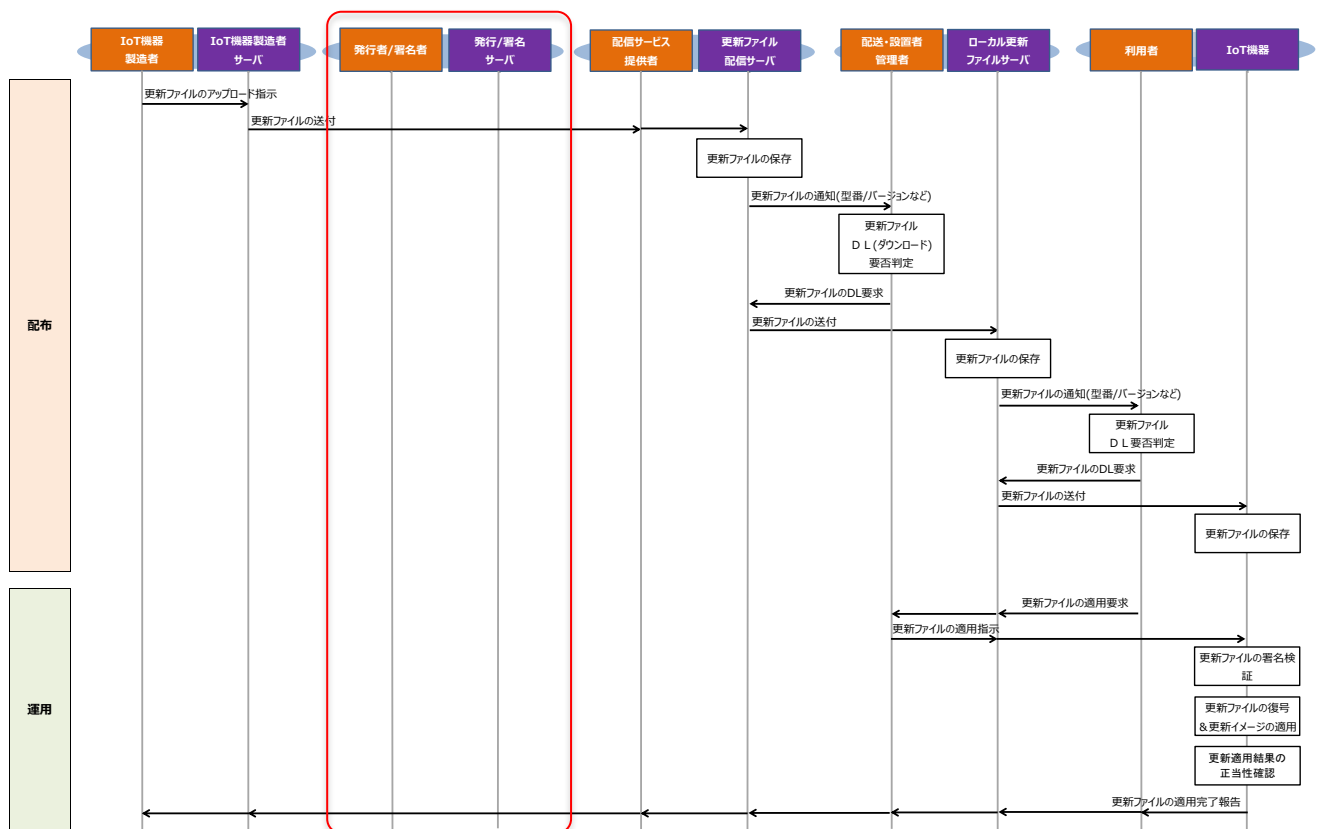 IoT機器
製造者
IoT機器製造者
サーバ
発行者/署名者
発行/署名
サーバ
配信サービス
提供者
更新ファイル
配信サーバ
配送・設置者
管理者
ローカル更新
ファイルサーバ
利用者
IoT機器
配布
更新ファイルのアップロード指示
更新ファイルの送付
更新ファイルの保存
更新ファイルの通知(型番/バージョンなど)
更新ファイル
ＤＬ(ダウンロード)
要否判定
更新ファイルのDL要求
更新ファイルの送付
更新ファイルの保存
更新ファイルの通知(型番/バージョンなど)
更新ファイル
ＤＬ要否判定
更新ファイルのDL要求
更新ファイルの送付
更新ファイルの保存
運用
更新ファイルの適用要求
更新ファイルの適用指示
更新ファイルの署名検
証
更新ファイルの復号
＆更新イメージの適用
更新適用結果の
正当性確認
更新ファイルの適用完了報告